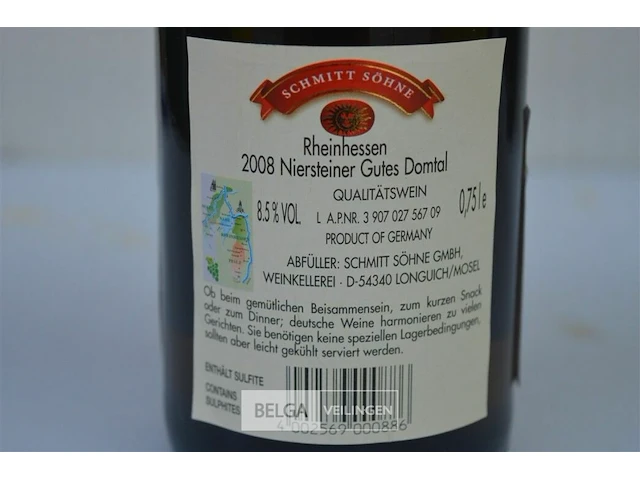 SCHMITT SÖHNE
Rheinhessen
2008 Niersteiner Gutes Domtal
QUALITÄTSWEIN
8.5 % VOL.
L A.P.NR. 3 907 027 567 09
0,75 l e
PRODUCT OF GERMANY
ABFÜLLER: SCHMITT SÖHNE GMBH,
WEINKELLEREI · D-54340 LONGUICH/MOSEL
Ob beim gemütlichen Beisammensein, zum kurzen Snack
oder zum Dinner; deutsche Weine harmonieren zu vielen
Gerichten. Sie benötigen keine speziellen Lagerbedingungen,
sollten aber leicht gekühlt serviert werden.
ENTHÄLT SULFITE
CONTAINS
SULPHITES
BELGA VEILINGEN
4 002569 000886